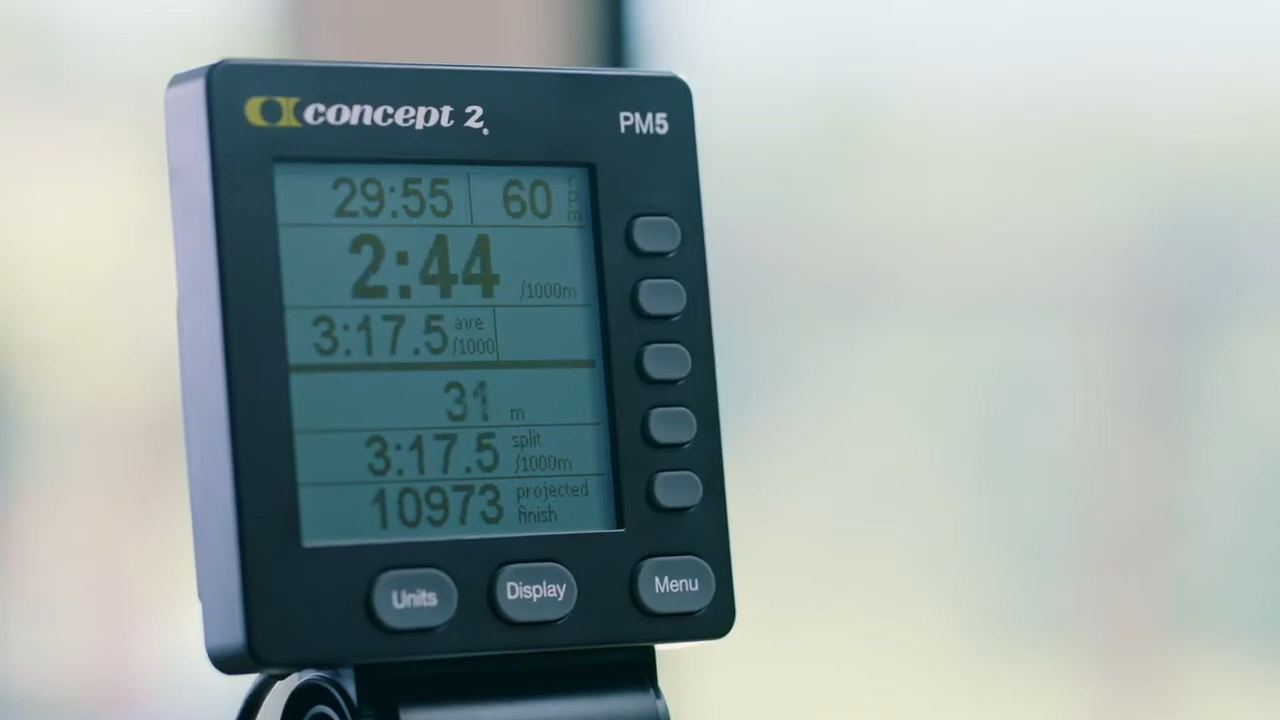 concept 2 PM5
29:55 60 rpm
2:44 /1000m
3:17.5 ave /1000
31 m
3:17.5 split /1000m
10973 projected finish
Units Display Menu